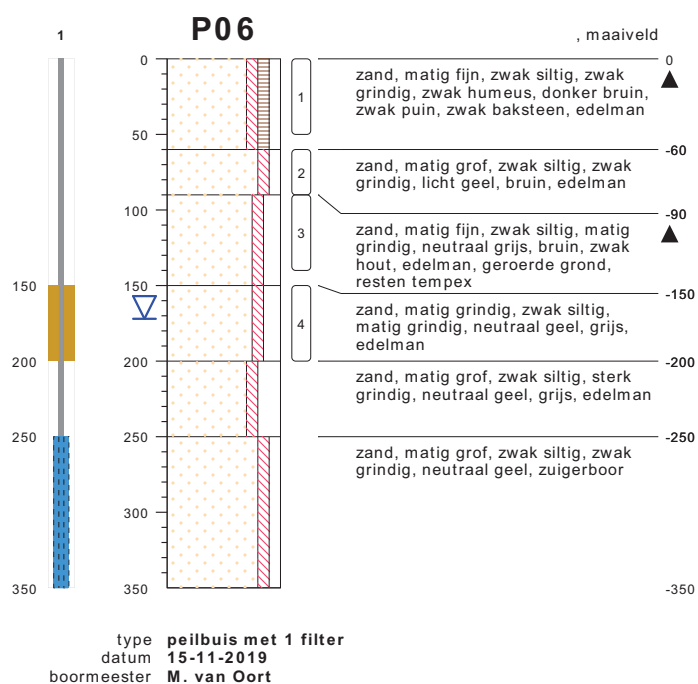 1
P06
, maaiveld
0
50
100
150
200
250
300
350
150
200
250
350
1
2
3
4
0
zand, matig fijn, zwak siltig, zwak
grindig, zwak humeus, donker bruin,
zwak puin, zwak baksteen, edelman
-60
zand, matig grof, zwak siltig, zwak
grindig, licht geel, bruin, edelman
-90
zand, matig fijn, zwak siltig, matig
grindig, neutraal grijs, bruin, zwak
hout, edelman, geroerde grond,
resten tempex
-150
zand, matig grindig, zwak siltig,
matig grindig, neutraal geel, grijs,
edelman
-200
zand, matig grof, zwak siltig, sterk
grindig, neutraal geel, grijs, edelman
-250
zand, matig grof, zwak siltig, zwak
grindig, neutraal geel, zuigerboor
-350
type peilbuis met 1 filter
datum 15-11-2019
boormeester M. van Oort